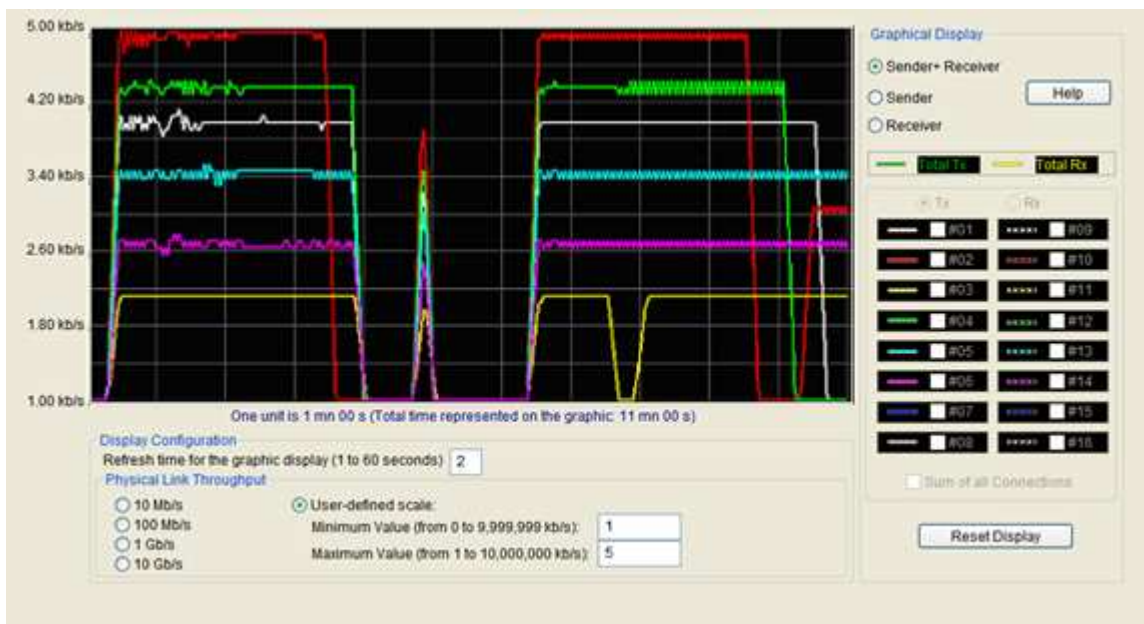 5.00 kb/s
4.20 kb/s
3.40 kb/s
2.60 kb/s
1.80 kb/s
1.00 kb/s
One unit is 1 mn 00 s (Total time represented on the graphic: 11 mn 00 s)
Display Configuration
Refresh time for the graphic display (1 to 60 seconds) 2
Physical Link Throughput
10 Mb/s
100 Mb/s
1 Gb/s
10 Gb/s
User-defined scale:
Minimum Value (from 0 to 9,999,999 kb/s): 1
Maximum Value (from 1 to 10,000,000 kb/s): 5
Graphical Display
Sender+ Receiver
Sender
Receiver
Help
Total Tx Total Rx
Tx Rx
#01 #09
#02 #10
#03 #11
#04 #12
#05 #13
#06 #14
#07 #15
#08 #16
Sum of all Connections
Reset Display